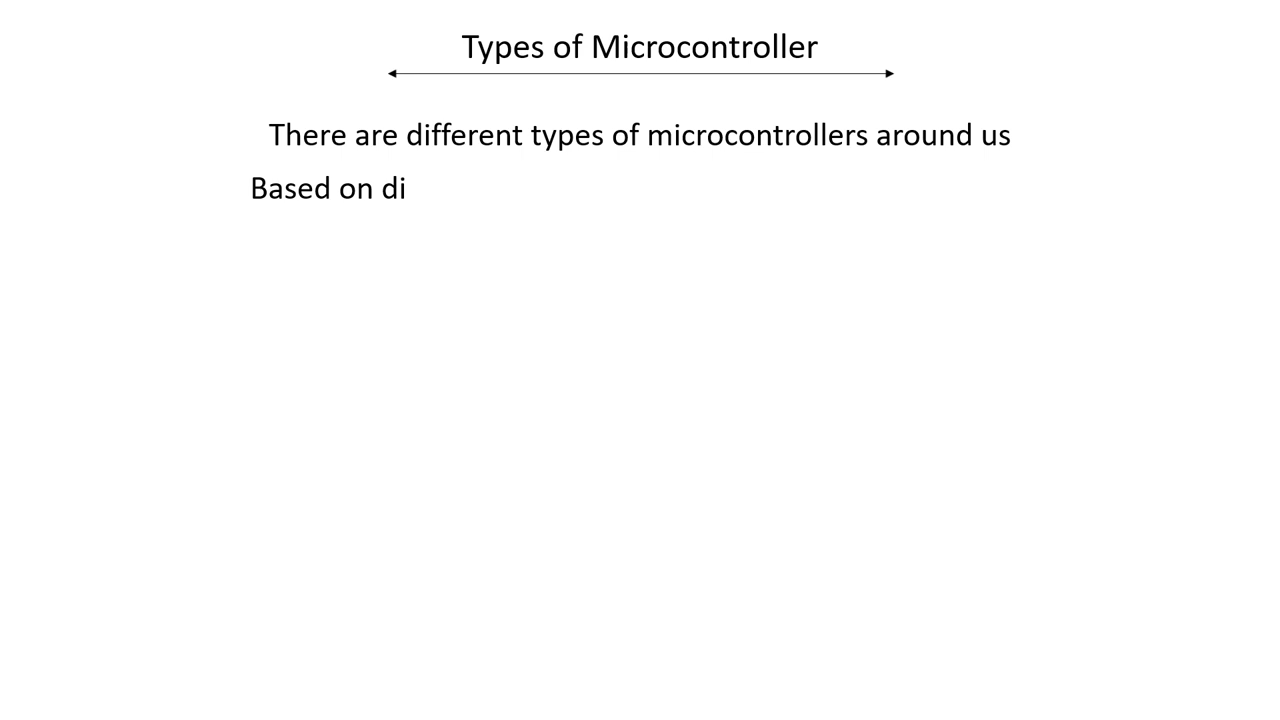 Types of Microcontroller
There are different types of microcontrollers around us
Based on di